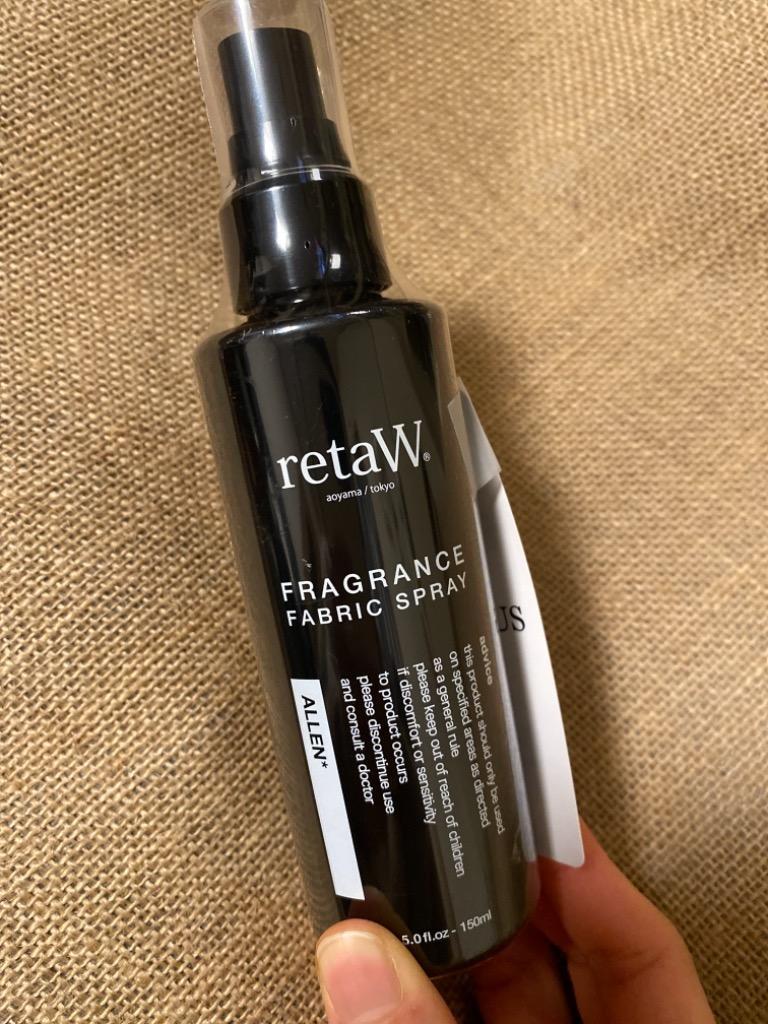 retaW®
aoyama / tokyo
FRAGRANCE
FABRIC SPRAY
ALLEN*
advice
this product should only be used
on specified areas as directed
as a general rule
please keep out of reach of children
if discomfort or sensitivity
to product occurs
please discontinue use
and consult a doctor
5.0fl.oz - 150ml
US